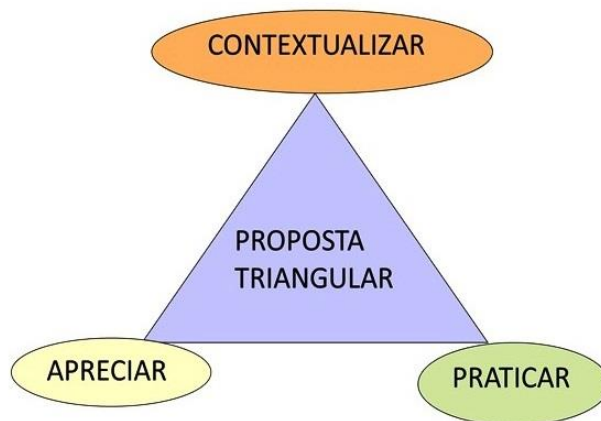 CONTEXTUALIZAR
PROPOSTA
TRIANGULAR
APRECIAR
PRATICAR